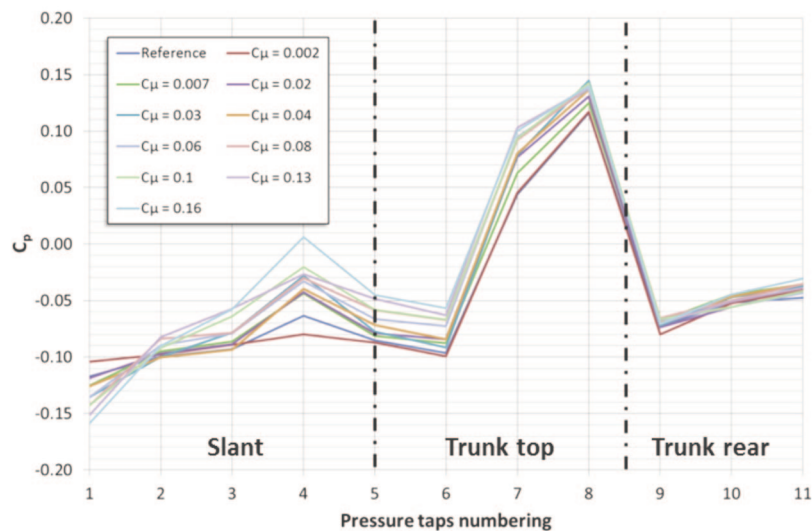 0.20
0.15
0.10
0.05
0.00
-0.05
-0.10
-0.15
-0.20
Cp
Reference
Cμ = 0.002
Cμ = 0.007
Cμ = 0.02
Cμ = 0.03
Cμ = 0.04
Cμ = 0.06
Cμ = 0.08
Cμ = 0.1
Cμ = 0.13
Cμ = 0.16
Slant
Trunk top
Trunk rear
1 2 3 4 5 6 7 8 9 10 11
Pressure taps numbering